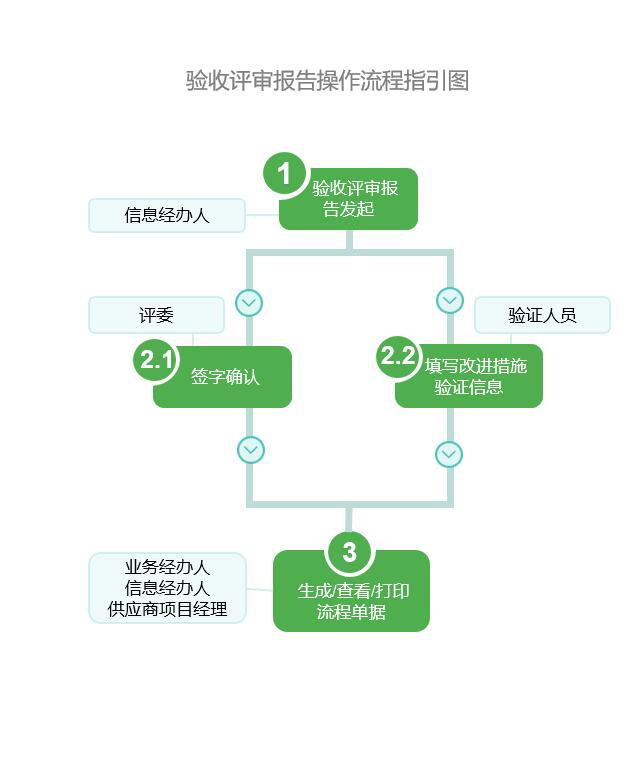 验收评审报告操作流程指引图
1
验收评审报
告发起
信息经办人
评委
验证人员
2.1
签字确认
2.2
填写改进措施
验证信息
3
生成/查看/打印
流程单据
业务经办人
信息经办人
供应商项目经理